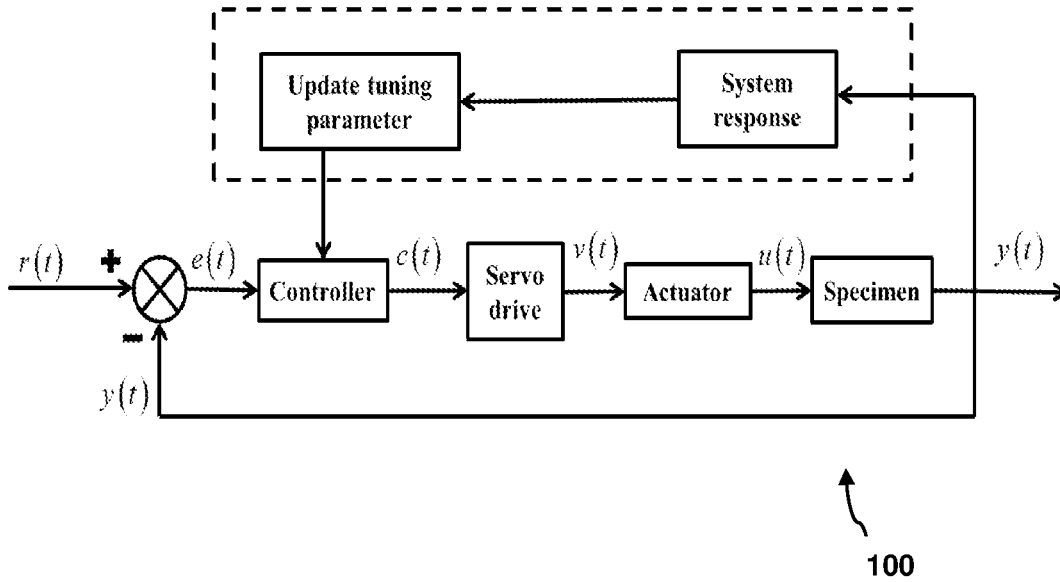 Update tuning
parameter
System
response
r(t)
+
e(t)
Controller
c(t)
Servo
drive
v(t)
Actuator
u(t)
Specimen
y(t)
−
y(t)
100